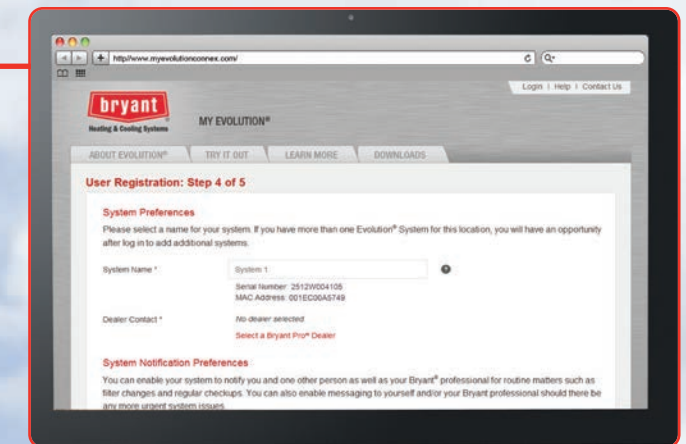 http//www.myevolutionconnex.com/
Login | Help | Contact Us
bryant
Heating & Cooling Systems
MY EVOLUTION®
ABOUT EVOLUTION® TRY IT OUT LEARN MORE DOWNLOADS
User Registration: Step 4 of 5
System Preferences
Please select a name for your system. If you have more than one Evolution® System for this location, you will have an opportunity
after log in to add additional systems.
System Name * System 1
Serial Number: 2512W004105
MAC Address: 001EC00A5749
Dealer Contact * No dealer selected
Select a Bryant Pro℠ Dealer
System Notification Preferences
You can enable your system to notify you and one other person as well as your Bryant® professional for routine matters such as
filter changes and regular checkups. You can also enable messaging to yourself and/or your Bryant professional should there be
any more urgent system issues.